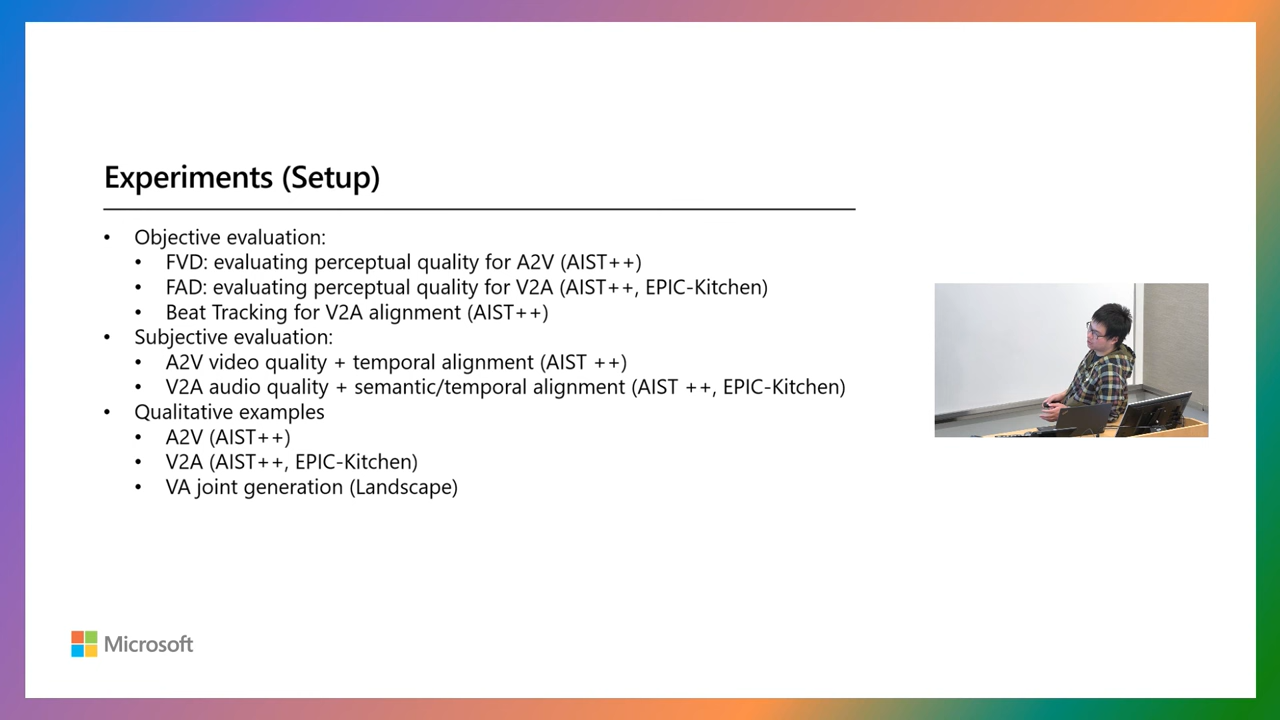 Experiments (Setup)
• Objective evaluation:
• FVD: evaluating perceptual quality for A2V (AIST++)
• FAD: evaluating perceptual quality for V2A (AIST++, EPIC-Kitchen)
• Beat Tracking for V2A alignment (AIST++)
• Subjective evaluation:
• A2V video quality + temporal alignment (AIST ++)
• V2A audio quality + semantic/temporal alignment (AIST ++, EPIC-Kitchen)
• Qualitative examples
• A2V (AIST++)
• V2A (AIST++, EPIC-Kitchen)
• VA joint generation (Landscape)
Microsoft